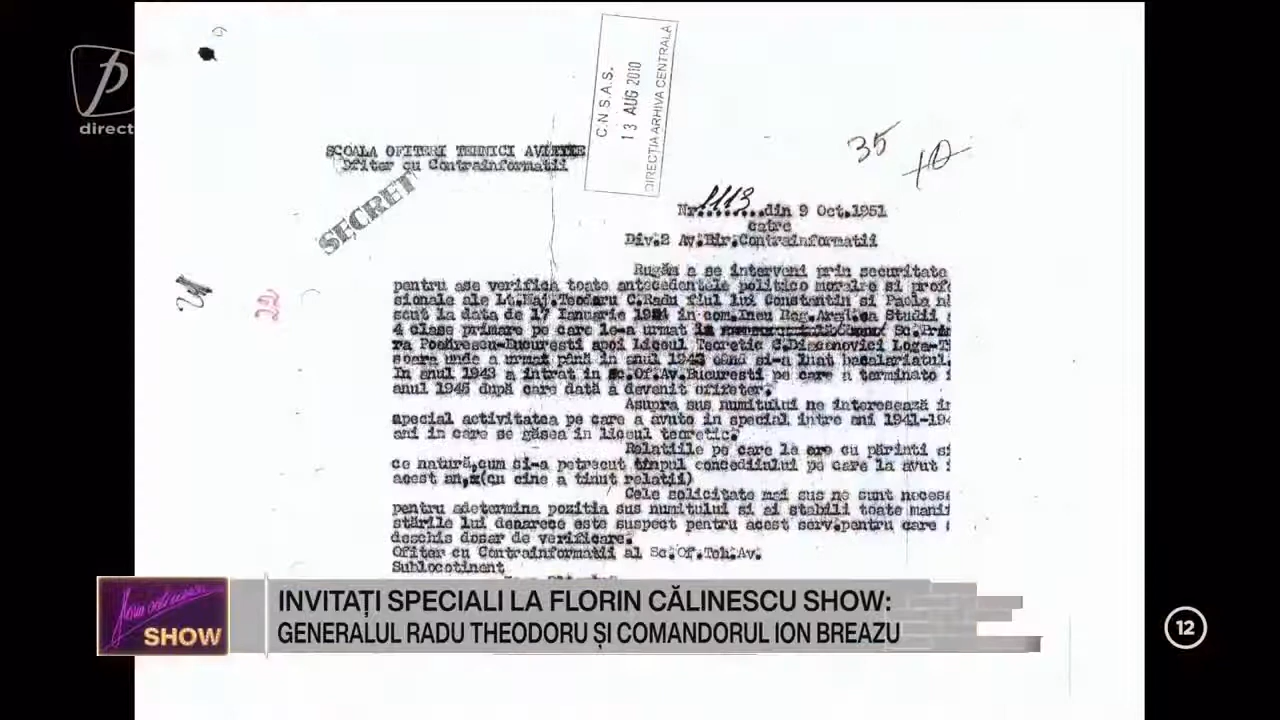 p
direct
C.N.S.A.S.
13 AUG 2010
DIRECTIA ARHIVA CENTRALA
SCOALA OFITERI TEHNICI AVIATIE
Ofiter cu Contrainformatii
SECRET
35
Nr.1113.....din 9 Oct.1951
catre
Div.2 Av.Bir.Contrainformatii
Rugăm a se interveni prin securitate
pentru ase verifica toate antecedentele politico morale si profe
sionale ale Lt.Maj.Teodoru C.Radu fiul lui Constantin si Paola nă
scut la data de 17 Ianuarie 1924 in com.Ineu Reg.Arad.ca Studii
4 clase primare pe care le-a urmat Sc.Prim
ra Poenărescu-Bucuresti apoi Liceul Teoretic C.Diaconovici Loga-Ti
soara unde a urmat până in anul 1943 când si-a luat bacalariatul.
In anul 1943 a intrat in Sc.Of.Av.Bucuresti pe care a terminato
anul 1945 după care dată a devenit ofiteter.
Asupra sus numitului ne interesează in
special activitatea pe care a avuto in special intre ani 1941-194
ani in care se găsea in liceul teoretic.
Relatiile pe care le are cu părinti si
ce natură,cum si-a petrecut timpul concediului pe care la avut
acest an,(cu cine a tinut relatii)
Cele solicitate mai sus ne sunt neces
pentru adetermina pozitia sus numitului si ai stabili toate mani
stările lui deoarece este suspect pentru acest serv.pentru care
deschis dosar de verificare.
Ofiter cu Contrainformatii al Sc.Of.Teh.Av.
Sublocotinent
SHOW
INVITAȚI SPECIALI LA FLORIN CĂLINESCU SHOW:
GENERALUL RADU THEODORU ȘI COMANDORUL ION BREAZU
12